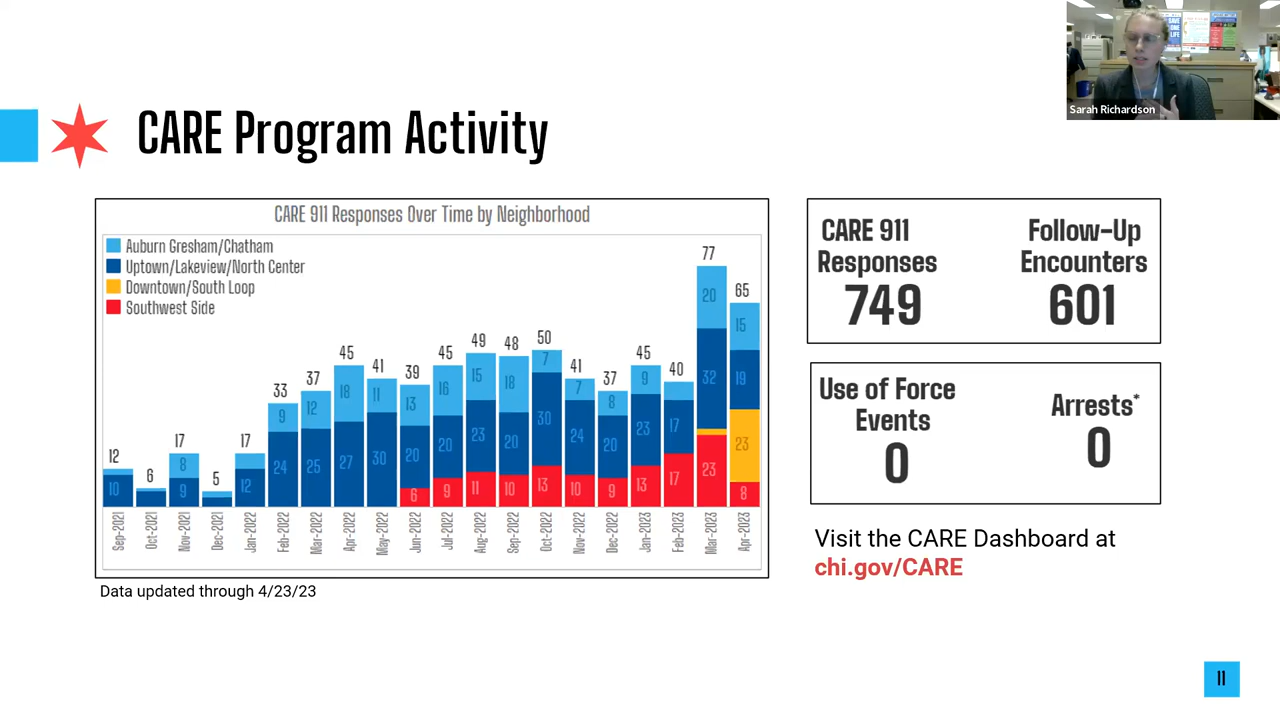 Sarah Richardson
CARE Program Activity
CARE 911 Responses Over Time by Neighborhood
Auburn Gresham/Chatham
Uptown/Lakeview/North Center
Downtown/South Loop
Southwest Side
12
10
6
17
8
9
5
17
12
33
9
24
37
12
25
45
18
27
41
11
30
39
13
20
6
45
16
20
9
49
15
23
11
48
18
20
10
50
7
30
13
41
7
24
10
37
8
20
9
45
9
23
13
40
17
17
77
20
32
23
65
15
19
23
8
Sep-2021
Oct-2021
Nov-2021
Dec-2021
Jan-2022
Feb-2022
Mar-2022
Apr-2022
May-2022
Jun-2022
Jul-2022
Aug-2022
Sep-2022
Oct-2022
Nov-2022
Dec-2022
Jan-2023
Feb-2023
Mar-2023
Apr-2023
Data updated through 4/23/23
CARE 911
Responses
749
Follow-Up
Encounters
601
Use of Force
Events
0
Arrests*
0
Visit the CARE Dashboard at
chi.gov/CARE
11